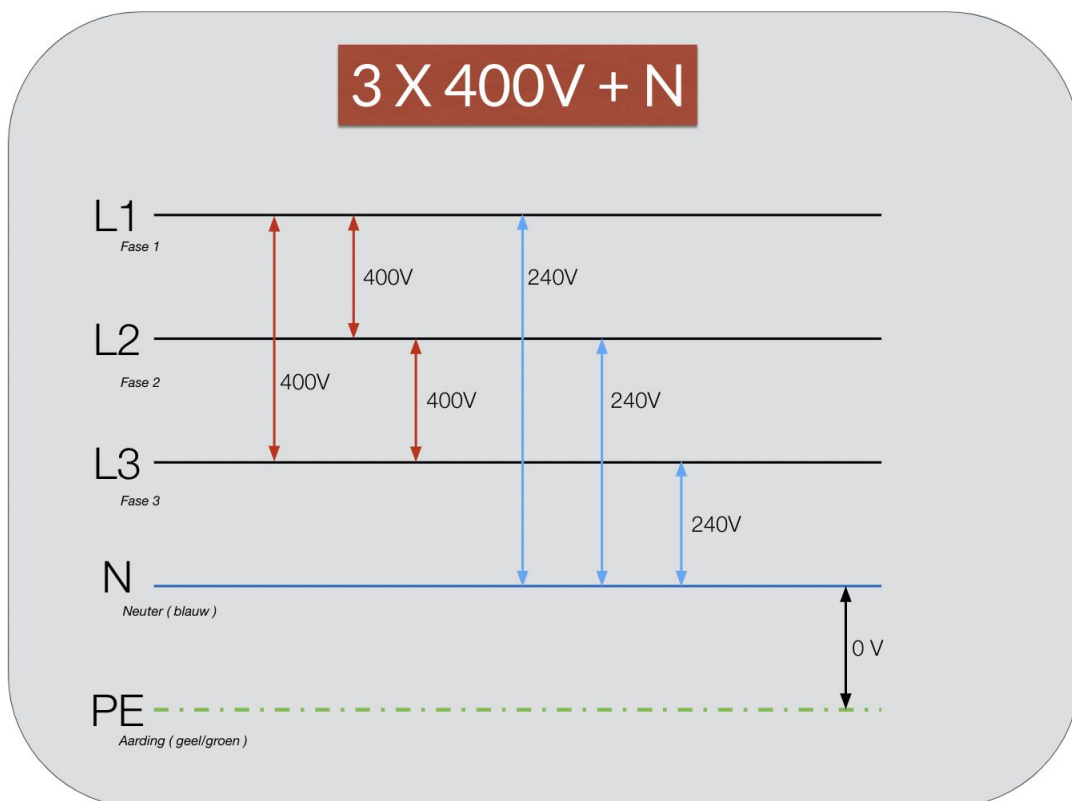 3 X 400V + N
L1
Fase 1
400V
240V
L2
Fase 2
400V
400V
240V
L3
Fase 3
240V
N
Neuter ( blauw )
0 V
PE
Aarding ( geel/groen )